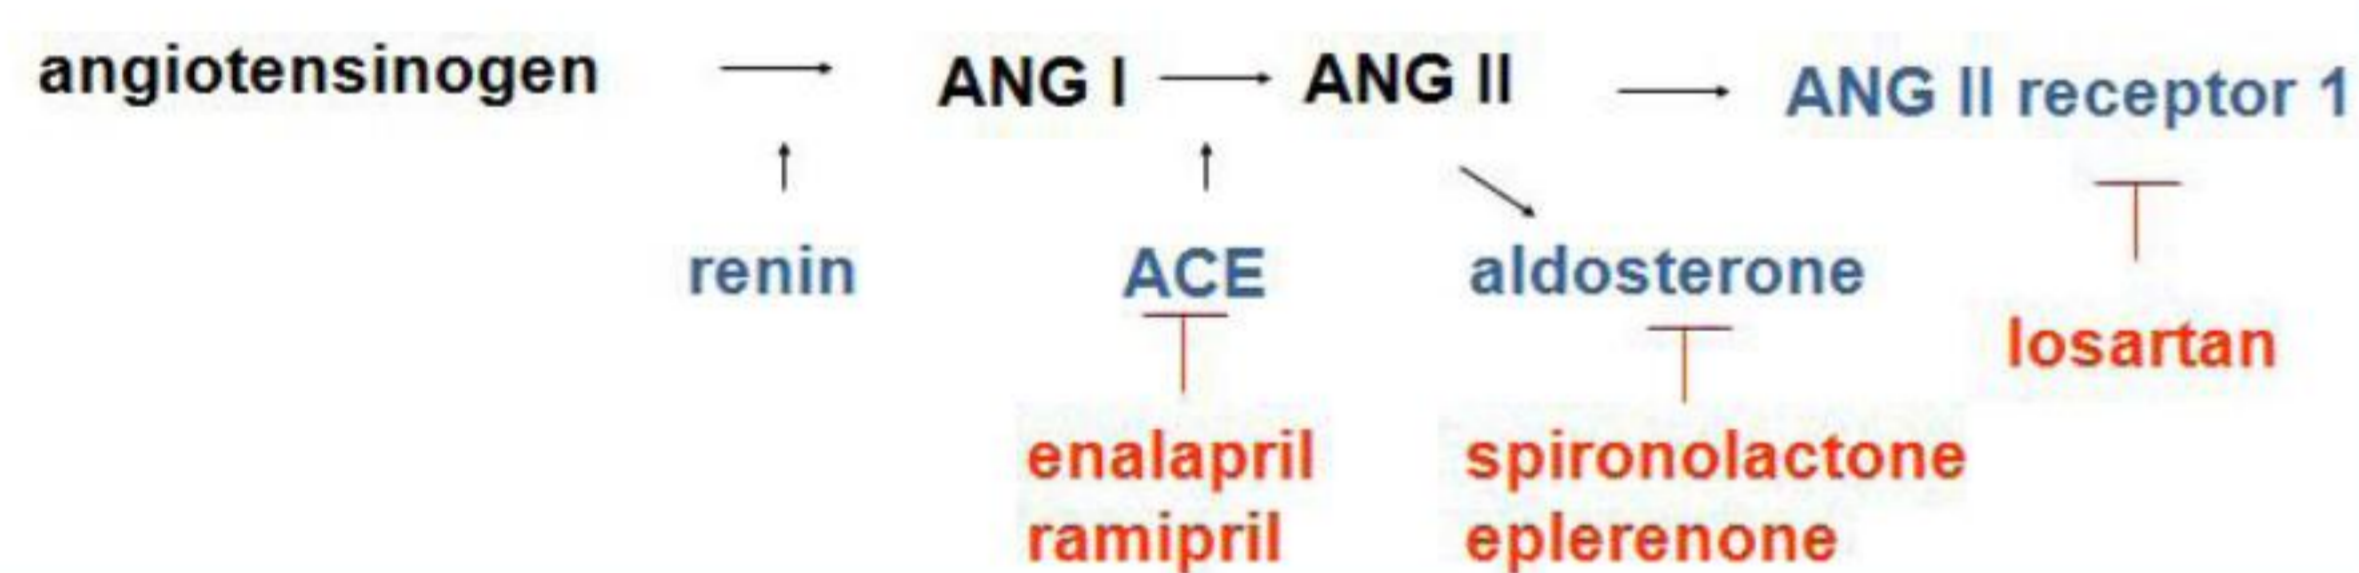 angiotensinogen ANG I ANG II ANG II receptor 1
renin ACE aldosterone
losartan
enalapril spironolactone
ramipril eplerenone